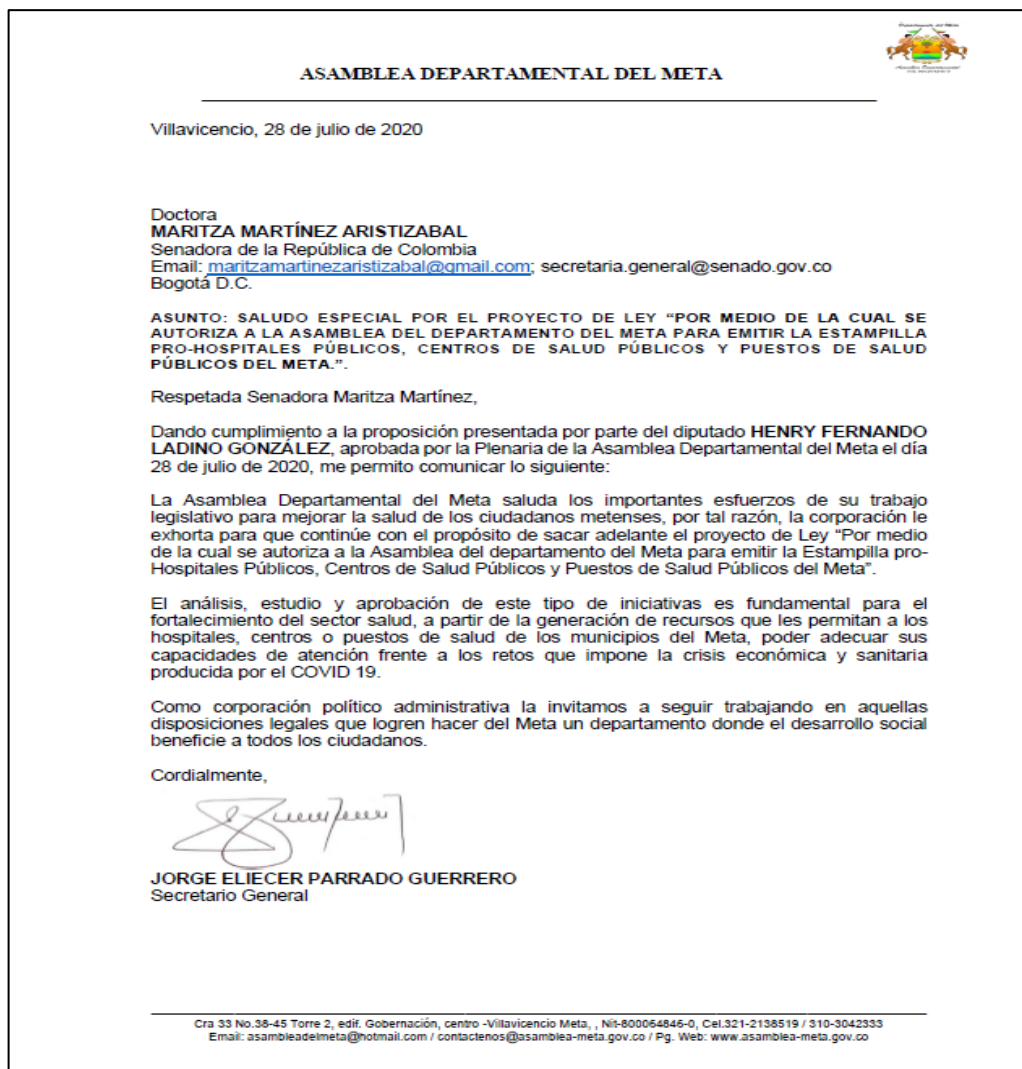 Departamento del Meta
ASAMBLEA DEPARTAMENTAL DEL META
Villavicencio, 28 de julio de 2020
Doctora
MARITZA MARTÍNEZ ARISTIZABAL
Senadora de la República de Colombia
Email: maritzamartinezaristizabal@gmail.com; secretaria.general@senado.gov.co
Bogotá D.C.
ASUNTO: SALUDO ESPECIAL POR EL PROYECTO DE LEY “POR MEDIO DE LA CUAL SE
AUTORIZA A LA ASAMBLEA DEL DEPARTAMENTO DEL META PARA EMITIR LA ESTAMPILLA
PRO-HOSPITALES PÚBLICOS, CENTROS DE SALUD PÚBLICOS Y PUESTOS DE SALUD
PÚBLICOS DEL META.”.
Respetada Senadora Maritza Martínez,
Dando cumplimiento a la proposición presentada por parte del diputado HENRY FERNANDO
LADINO GONZÁLEZ, aprobada por la Plenaria de la Asamblea Departamental del Meta el día
28 de julio de 2020, me permito comunicar lo siguiente:
La Asamblea Departamental del Meta saluda los importantes esfuerzos de su trabajo
legislativo para mejorar la salud de los ciudadanos metenses, por tal razón, la corporación le
exhorta para que continúe con el propósito de sacar adelante el proyecto de Ley “Por medio
de la cual se autoriza a la Asamblea del departamento del Meta para emitir la Estampilla pro-
Hospitales Públicos, Centros de Salud Públicos y Puestos de Salud Públicos del Meta”.
El análisis, estudio y aprobación de este tipo de iniciativas es fundamental para el
fortalecimiento del sector salud, a partir de la generación de recursos que les permitan a los
hospitales, centros o puestos de salud de los municipios del Meta, poder adecuar sus
capacidades de atención frente a los retos que impone la crisis económica y sanitaria
producida por el COVID 19.
Como corporación político administrativa la invitamos a seguir trabajando en aquellas
disposiciones legales que logren hacer del Meta un departamento donde el desarrollo social
beneficie a todos los ciudadanos.
Cordialmente,
JORGE ELIECER PARRADO GUERRERO
Secretario General
Cra 33 No.38-45 Torre 2, edif. Gobernación, centro -Villavicencio Meta, , Nit-800064846-0, Cel.321-2138519 / 310-3042333
Email: asambleadelmeta@hotmail.com / contactenos@asamblea-meta.gov.co / Pg. Web: www.asamblea-meta.gov.co